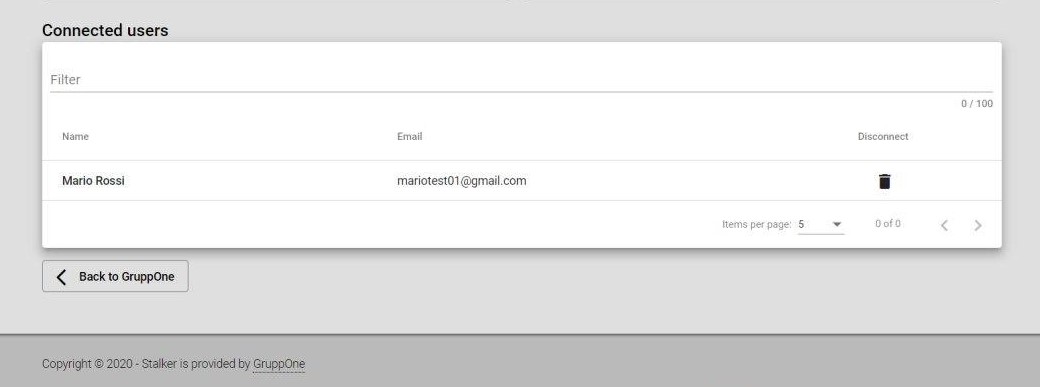 Connected users
Filter
0 / 100
Name Email Disconnect
Mario Rossi mariotest01@gmail.com
Items per page: 5 0 of 0
Back to GruppOne
Copyright © 2020 - Stalker is provided by GruppOne